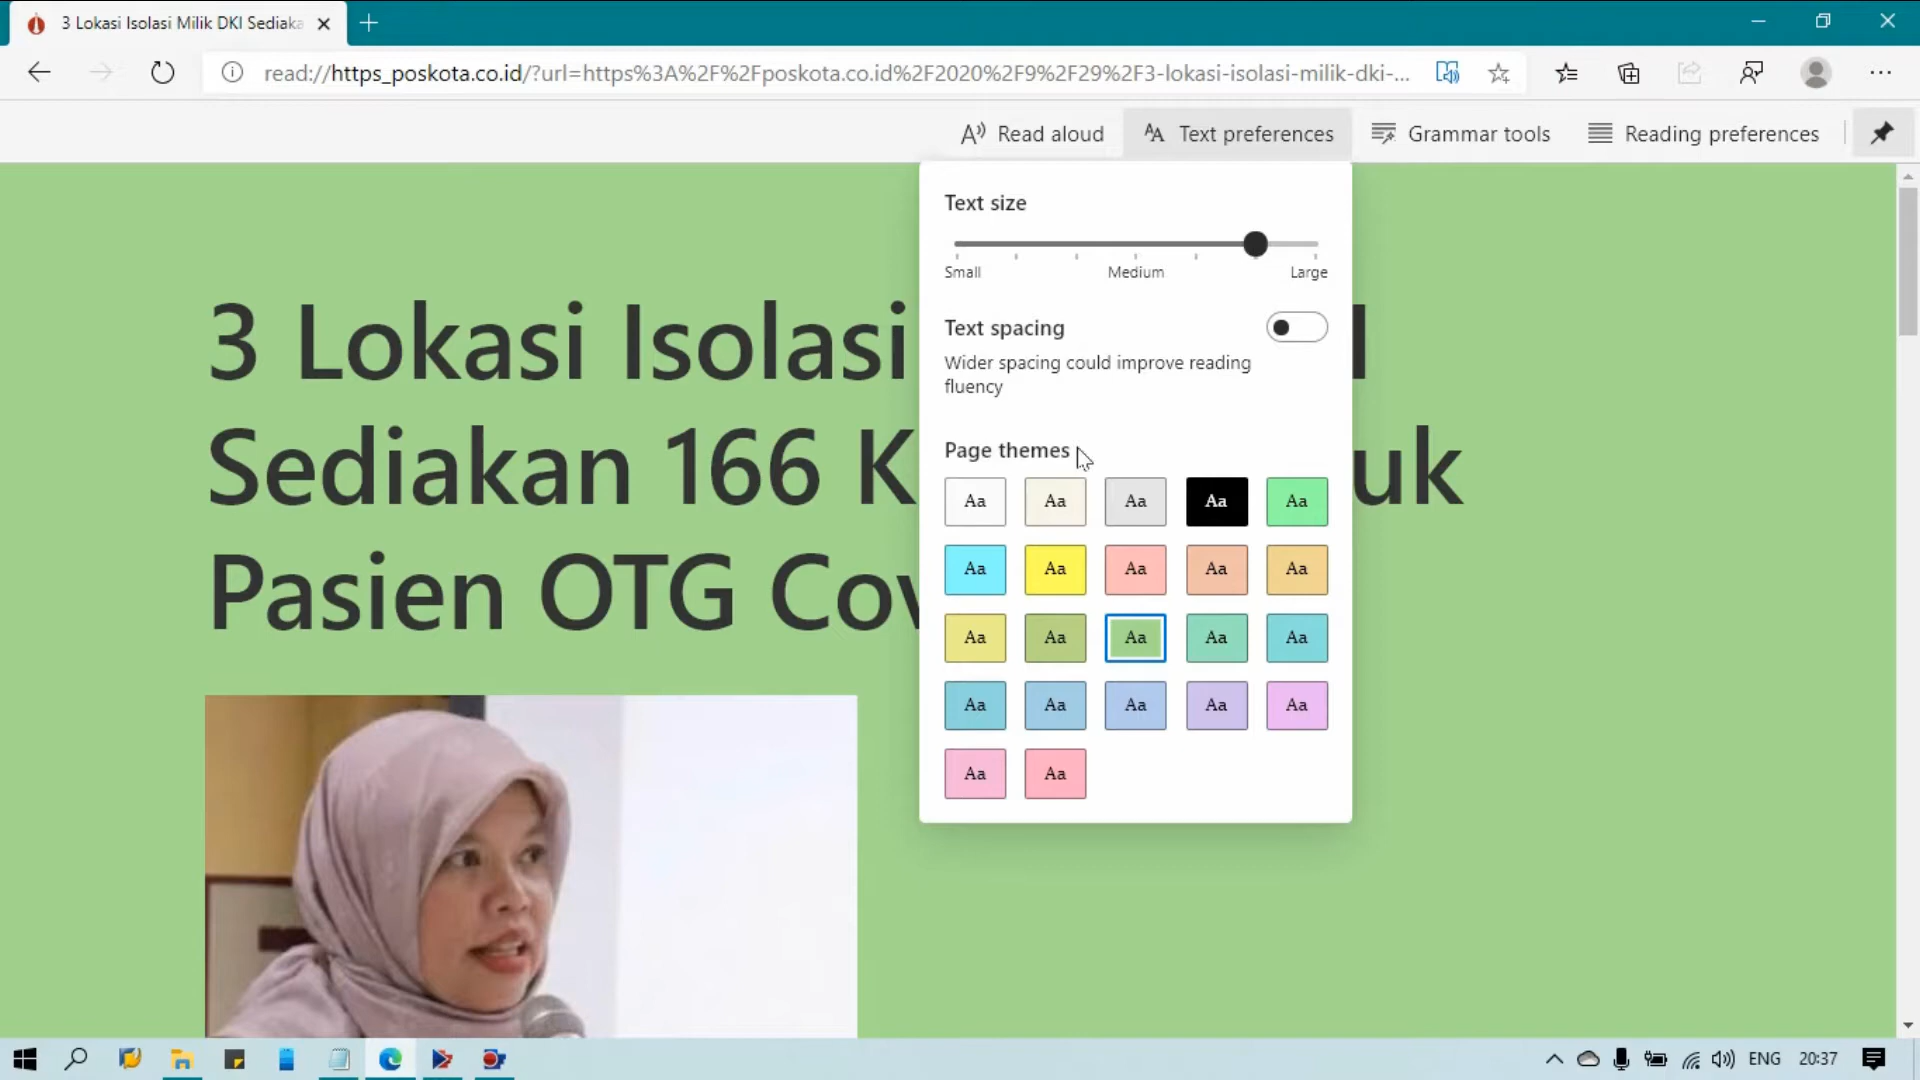 3 Lokasi Isolasi Milik DKI Sediaka
read://https_poskota.co.id/?url=https%3A%2F%2Fposkota.co.id%2F2020%2F9%2F29%2F3-lokasi-isolasi-milik-dki-...
Read aloud
Text preferences
Grammar tools
Reading preferences
Text size
Small Medium Large
Text spacing
Wider spacing could improve reading
fluency
Page themes
Aa Aa Aa Aa Aa
Aa Aa Aa Aa Aa
Aa Aa Aa Aa Aa
Aa Aa Aa Aa Aa
Aa Aa
3 Lokasi Isolasi
Sediakan 166 K uk
Pasien OTG Cov
ENG 20:37